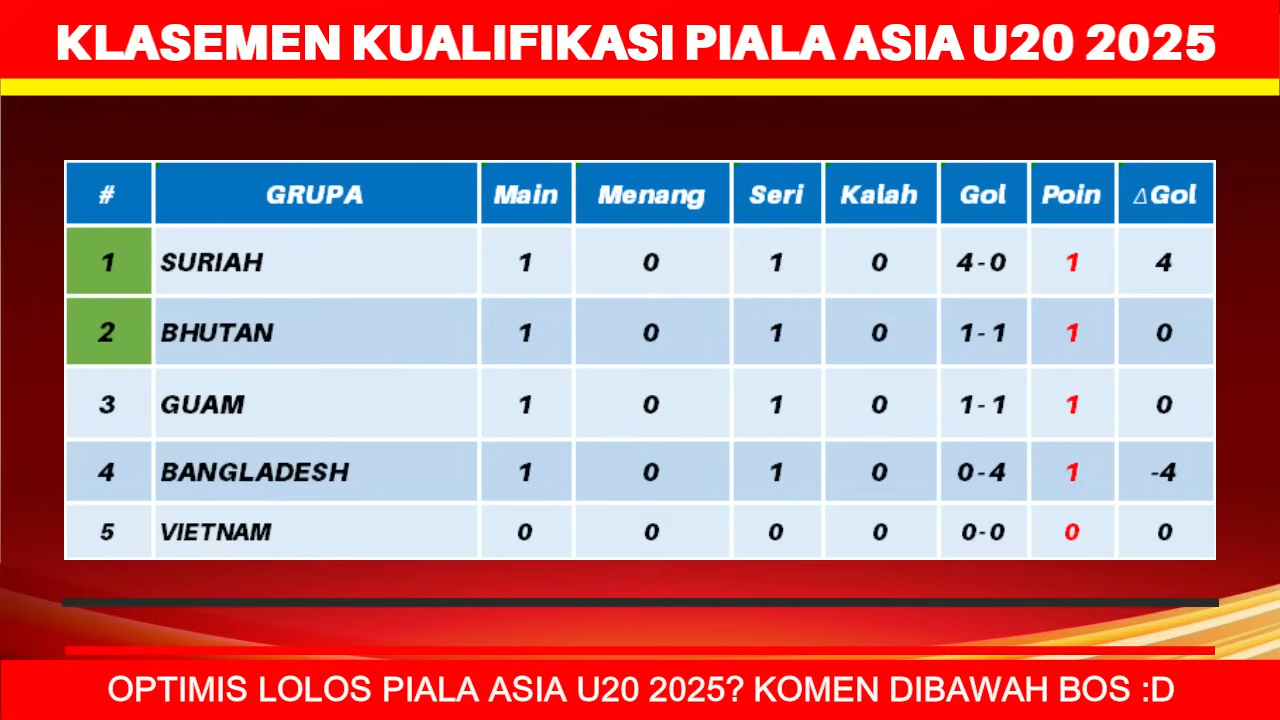 KLASEMEN KUALIFIKASI PIALA ASIA U20 2025
# GRUPA Main Menang Seri Kalah Gol Poin △Gol
1 SURIAH 1 0 1 0 4-0 1 4
2 BHUTAN 1 0 1 0 1-1 1 0
3 GUAM 1 0 1 0 1-1 1 0
4 BANGLADESH 1 0 1 0 0-4 1 -4
5 VIETNAM 0 0 0 0 0-0 0 0
OPTIMIS LOLOS PIALA ASIA U20 2025? KOMEN DIBAWAH BOS :D